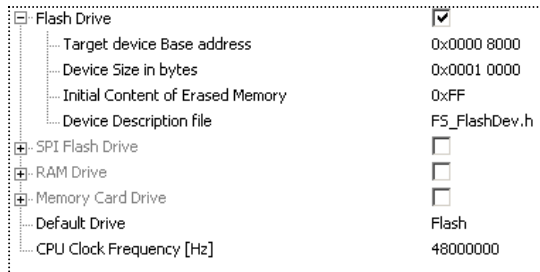 Flash Drive
Target device Base address 0x0000 8000
Device Size in bytes 0x0001 0000
Initial Content of Erased Memory 0xFF
Device Description file FS_FlashDev.h
SPI Flash Drive
RAM Drive
Memory Card Drive
Default Drive Flash
CPU Clock Frequency [Hz] 48000000